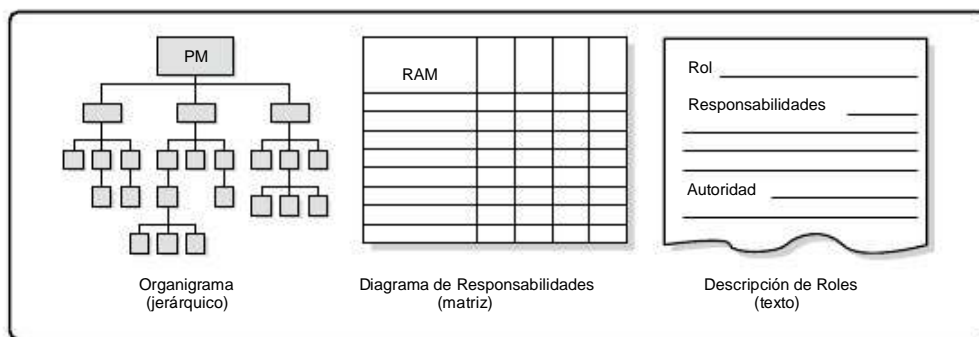 PM
Organigrama
(jerárquico)
RAM
Diagrama de Responsabilidades
(matriz)
Rol
Responsabilidades
Autoridad
Descripción de Roles
(texto)